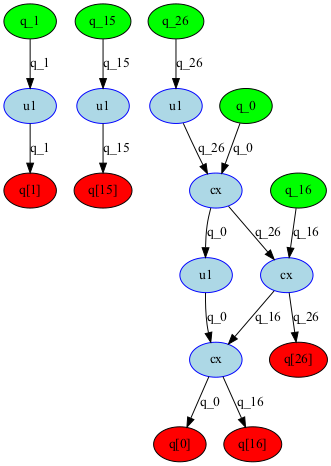 q_1 q_15 q_26
q_1 q_15 q_26
u1 u1 u1 q_0
q_1 q_15 q_26 q_0
q[1] q[15] cx q_16
q_0 q_26 q_16
u1 cx
q_0 q_16 q_26
cx q[26]
q_0 q_16
q[0] q[16]